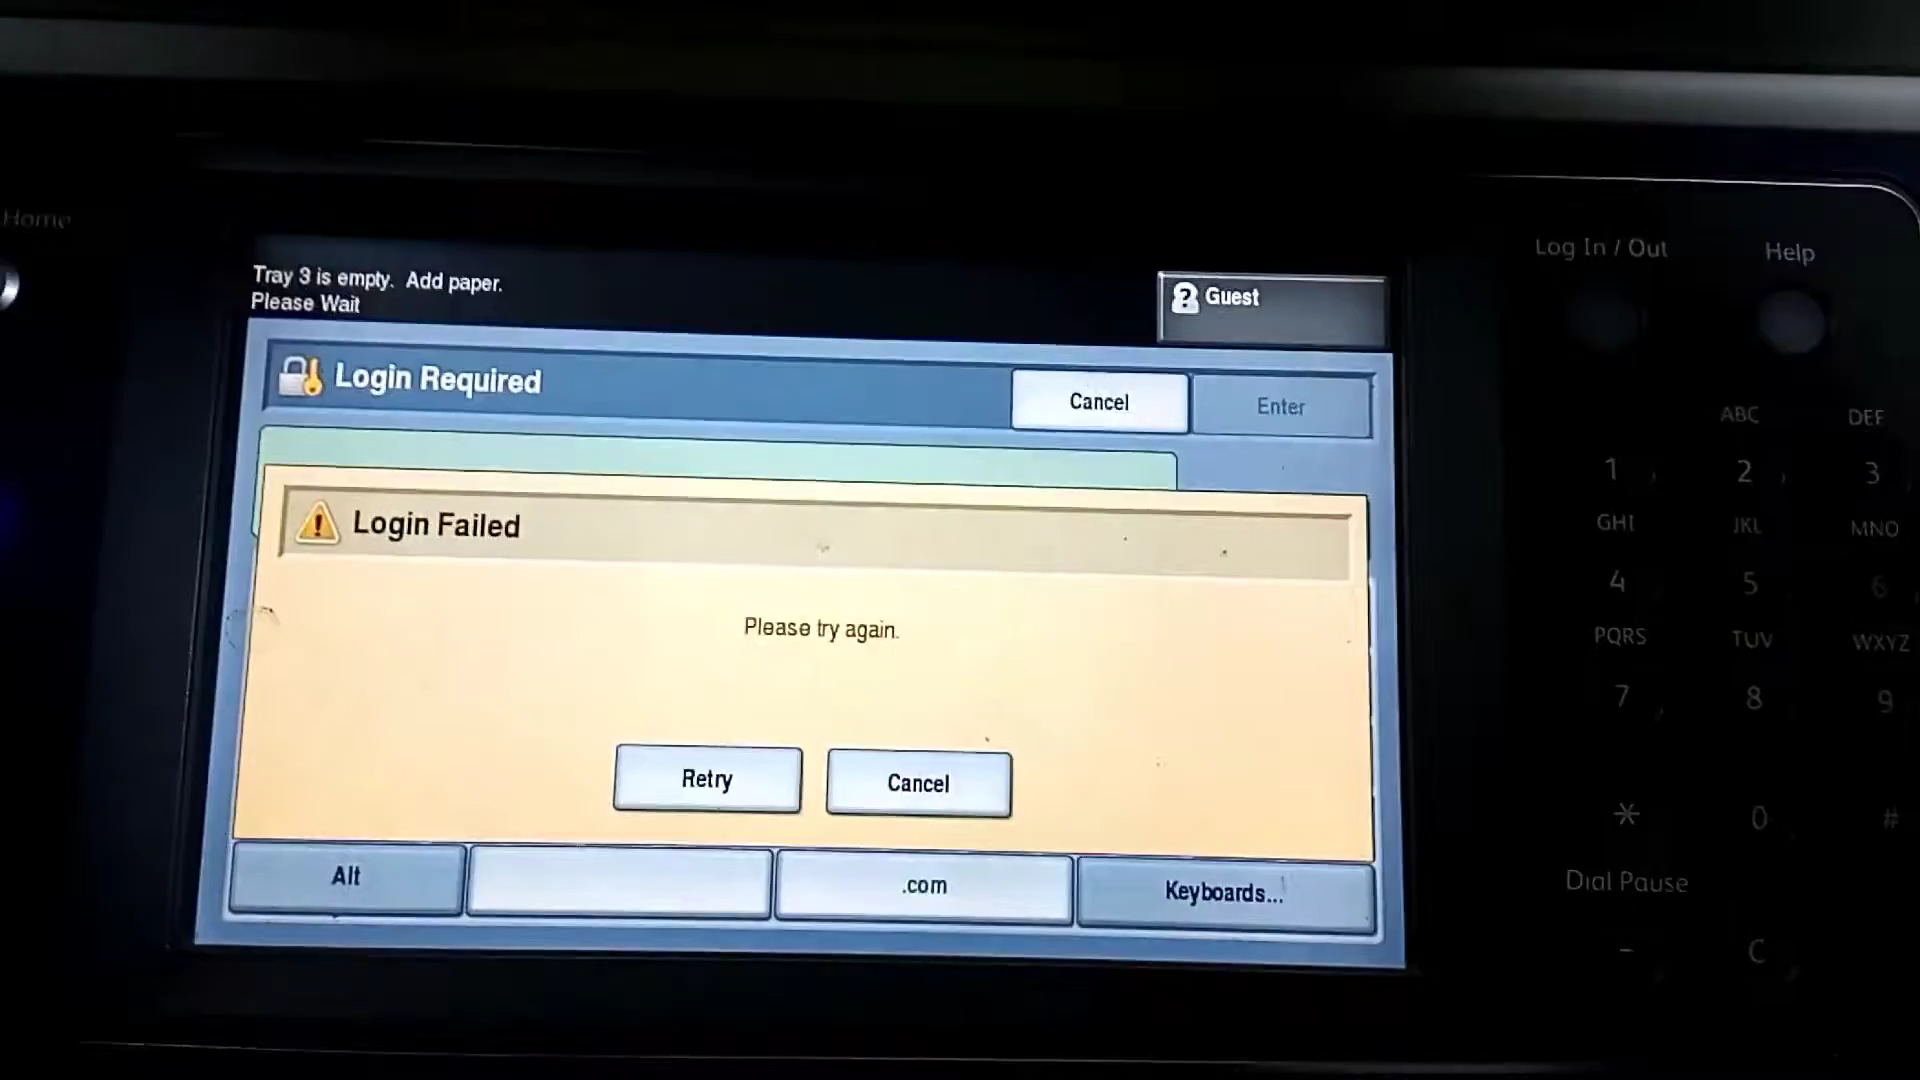 Home
Tray 3 is empty. Add paper.
Please Wait
Guest
Log In / Out
Help
Login Required
Cancel
Enter
Login Failed
Please try again.
Retry
Cancel
Alt
.com
Keyboards...
ABC
DEF
1
2
3
GHI
JKL
MNO
4
5
6
PQRS
TUV
WXYZ
7
8
9
*
0
#
Dial Pause
-
C